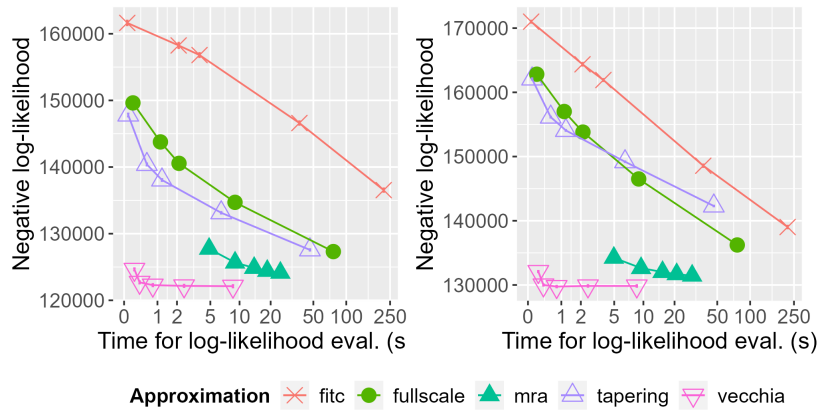 Negative log-likelihood
160000
150000
140000
130000
120000
0 1 2 5 10 20 50 100 250
Time for log-likelihood eval. (s
Negative log-likelihood
170000
160000
150000
140000
130000
0 1 2 5 10 20 50 100 250
Time for log-likelihood eval. (s)
Approximation fitc fullscale mra tapering vecchia